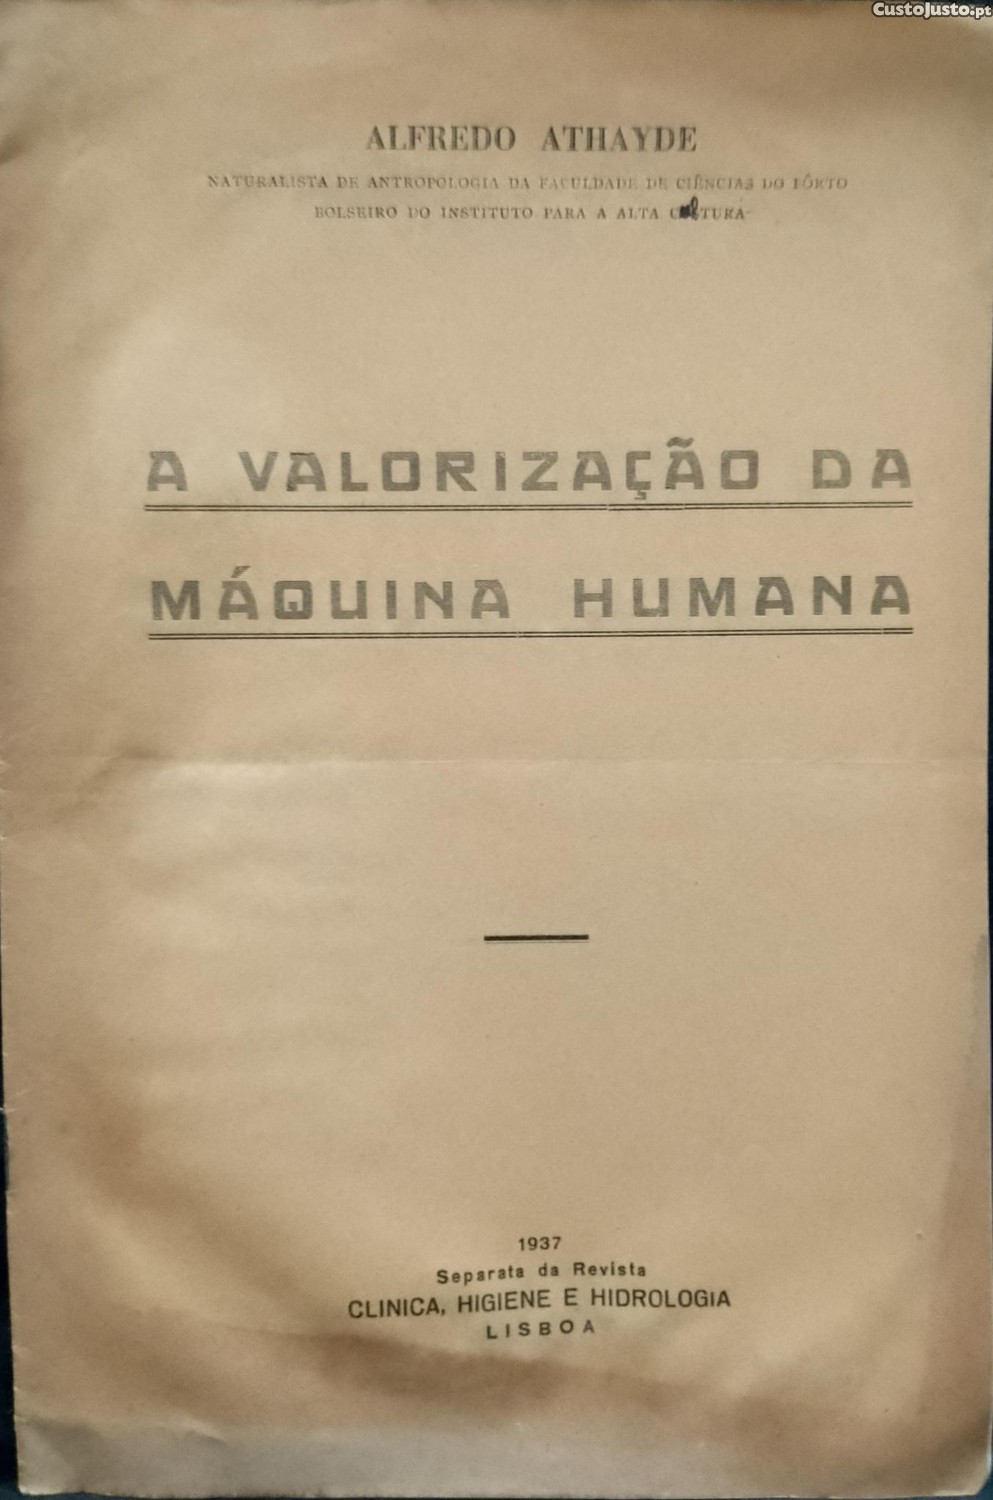 CustoJusto.pt
ALFREDO ATHAYDE
NATURALISTA DE ANTROPOLOGIA DA FACULDADE DE CIÊNCIAS DO PÔRTO
BOLSEIRO DO INSTITUTO PARA A ALTA CULTURA
A VALORIZAÇÃO DA
MÁQUINA HUMANA
1937
Separata da Revista
CLINICA, HIGIENE E HIDROLOGIA
LISBOA